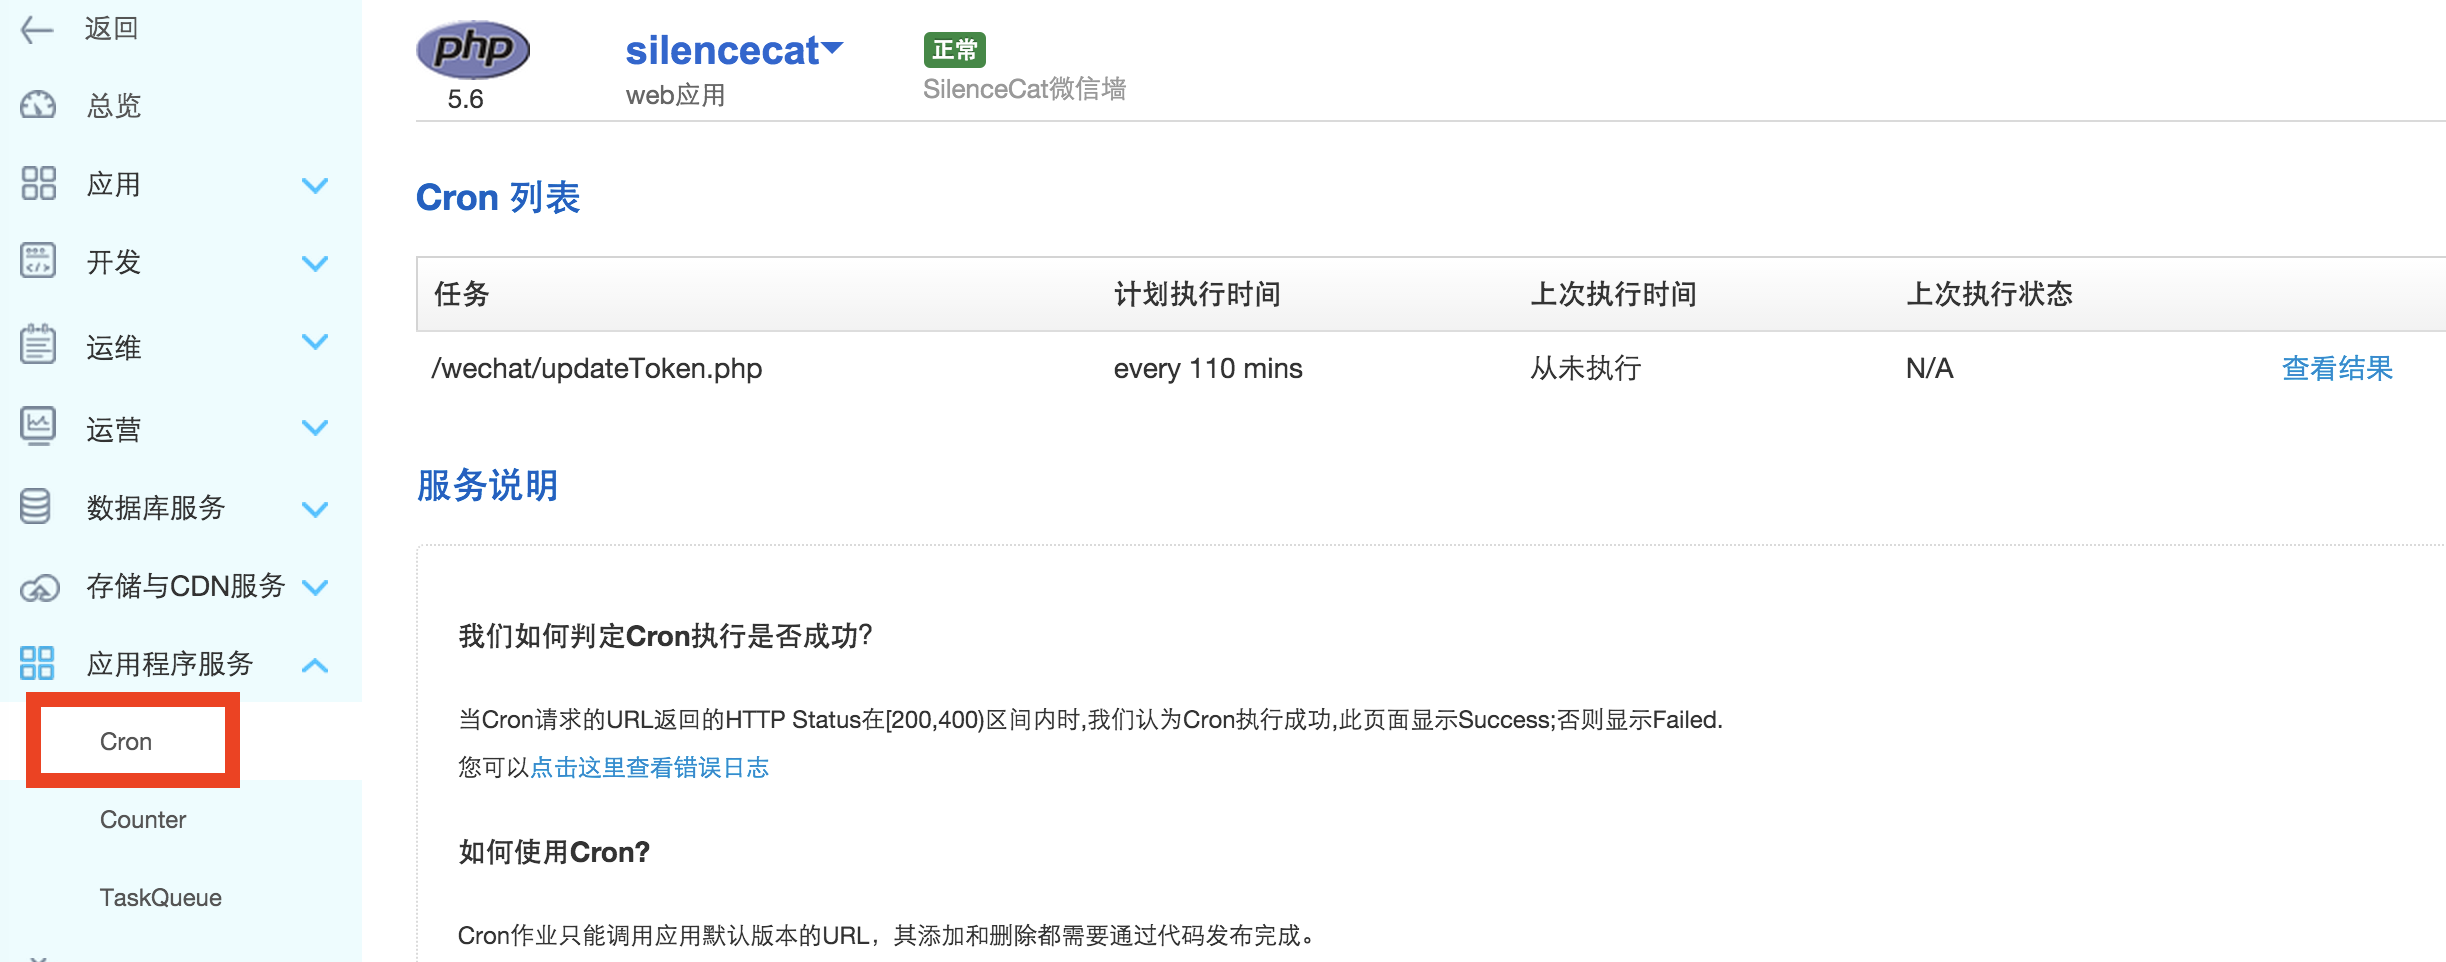 返回
总览
应用
开发
运维
运营
数据库服务
存储与CDN服务
应用程序服务
Cron
Counter
TaskQueue
php
5.6
silencecat
web应用
正常
SilenceCat微信墙
Cron 列表
任务 计划执行时间 上次执行时间 上次执行状态
/wechat/updateToken.php every 110 mins 从未执行 N/A 查看结果
服务说明
我们如何判定Cron执行是否成功?
当Cron请求的URL返回的HTTP Status在[200,400)区间内时,我们认为Cron执行成功,此页面显示Success;否则显示Failed.
您可以点击这里查看错误日志
如何使用Cron?
Cron作业只能调用应用默认版本的URL，其添加和删除都需要通过代码发布完成。